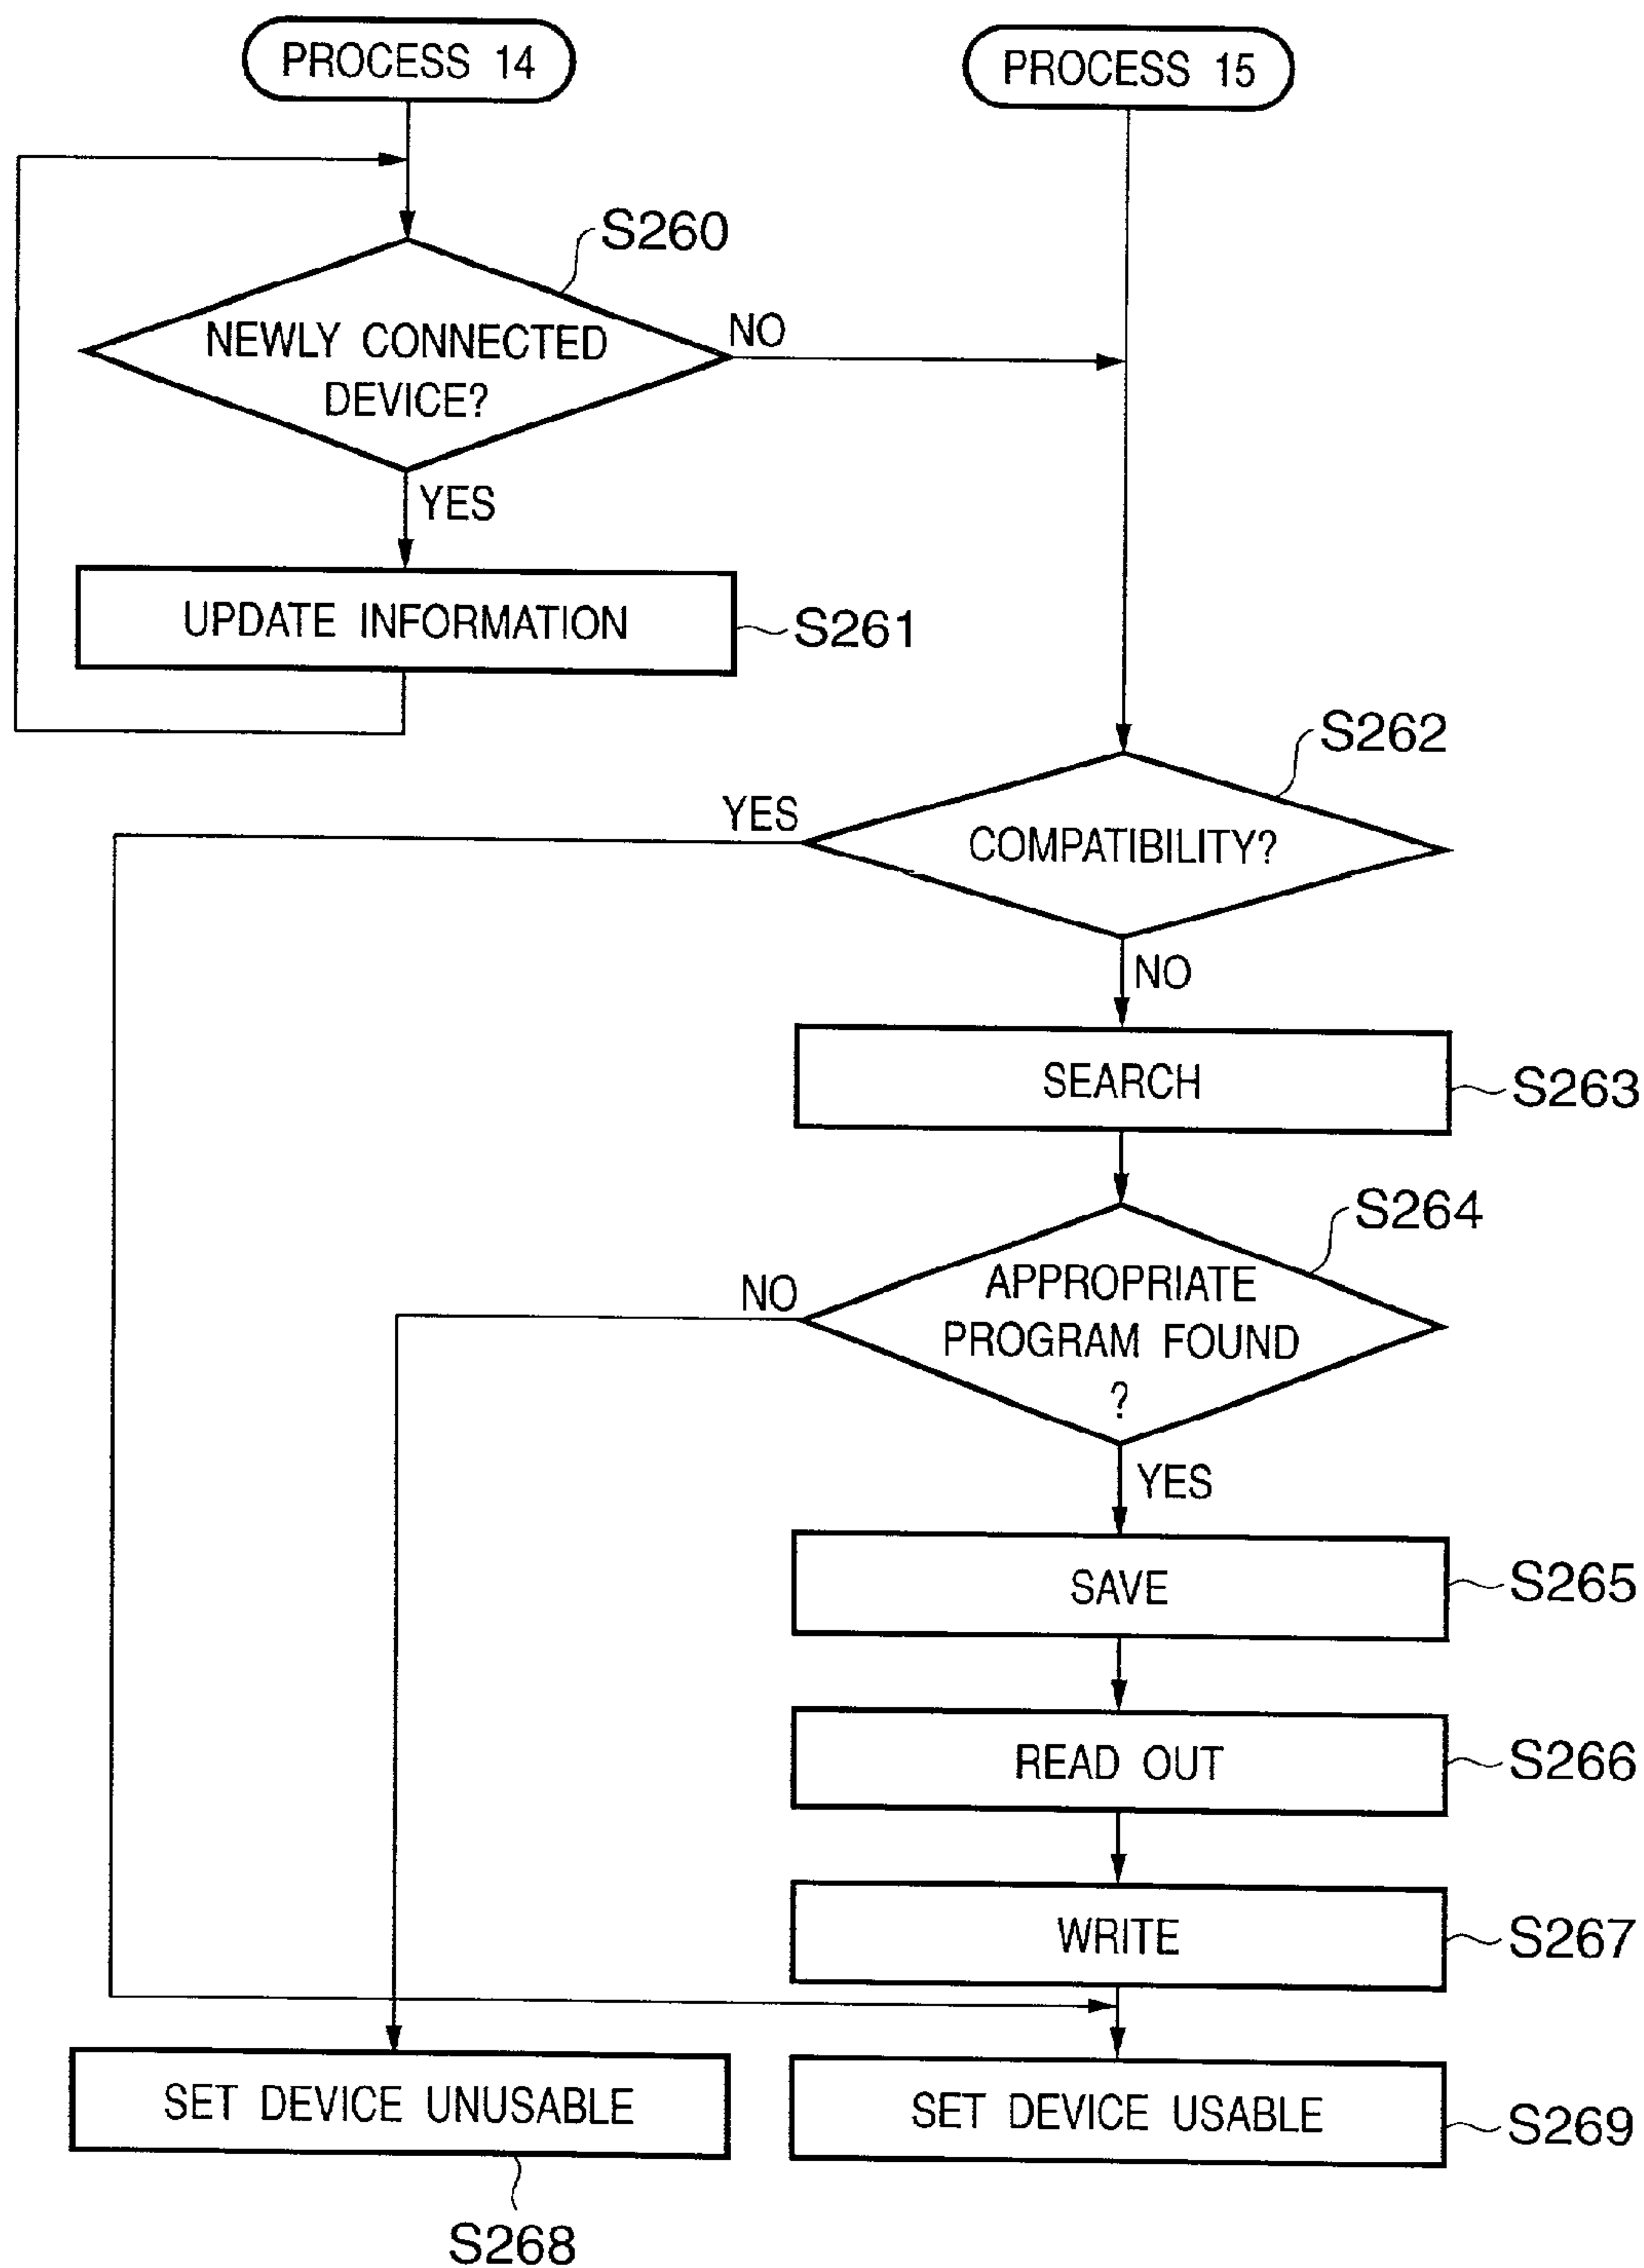 PROCESS 14
PROCESS 15
S260
NEWLY CONNECTED
DEVICE?
NO
YES
UPDATE INFORMATION
S261
S262
YES
COMPATIBILITY?
NO
SEARCH
S263
S264
NO
APPROPRIATE
PROGRAM FOUND
?
YES
SAVE
S265
READ OUT
S266
WRITE
S267
SET DEVICE UNUSABLE
SET DEVICE USABLE
S269
S268